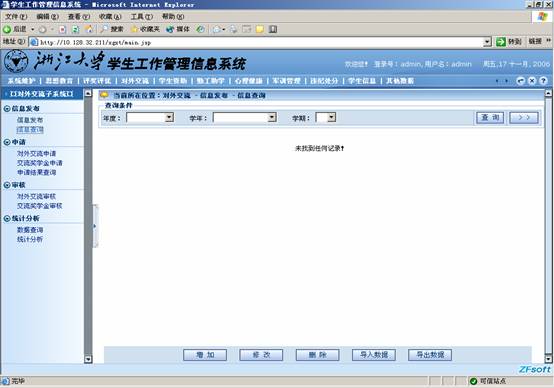 学生工作管理信息系统 - Microsoft Internet Explorer
文件(F) 编辑(E) 查看(V) 收藏(A) 工具(T) 帮助(H)
后退 搜索 收藏夹 媒体
地址(D) http://10.128.32.211/xgxt/main.jsp 转到 链接 »
浙江大学学生工作管理信息系统
欢迎您! 登录号: admin,用户名: admin 周五,17 十一月, 2006
系统维护 | 思想教育 | 评奖评优 | 对外交流 | 学生资助 | 勤工助学 | 心理健康 | 军训管理 | 违纪处分 | 学生信息 | 其他数据
口对外交流子系统口
当前所在位置: 对外交流 - 信息发布 - 信息查询
信息发布
信息发布
信息查询
申请
对外交流申请
交流奖学金申请
申请结果查询
审核
对外交流审核
交流奖学金审核
统计分析
数据查询
统计分析
查询条件
年度: 学年: 学期: 查 询 > >
未找到任何记录!
增 加 修 改 删 除 导入数据 导出数据
ZFsoft
完毕 可信站点